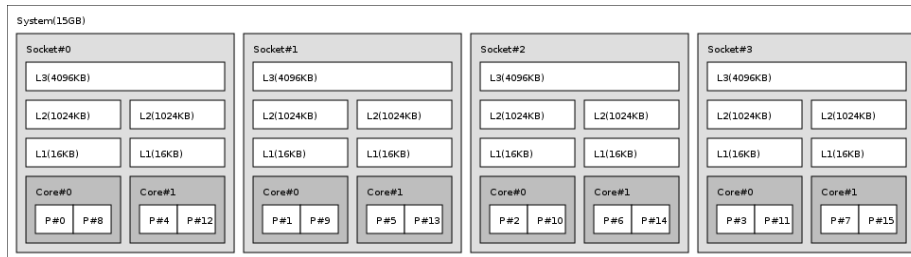 System(15GB)
Socket#0 Socket#1 Socket#2 Socket#3
L3(4096KB) L3(4096KB) L3(4096KB) L3(4096KB)
L2(1024KB) L2(1024KB) L2(1024KB) L2(1024KB) L2(1024KB) L2(1024KB) L2(1024KB) L2(1024KB)
L1(16KB) L1(16KB) L1(16KB) L1(16KB) L1(16KB) L1(16KB) L1(16KB) L1(16KB)
Core#0 Core#1 Core#0 Core#1 Core#0 Core#1 Core#0 Core#1
P#0 P#8 P#4 P#12 P#1 P#9 P#5 P#13 P#2 P#10 P#6 P#14 P#3 P#11 P#7 P#15